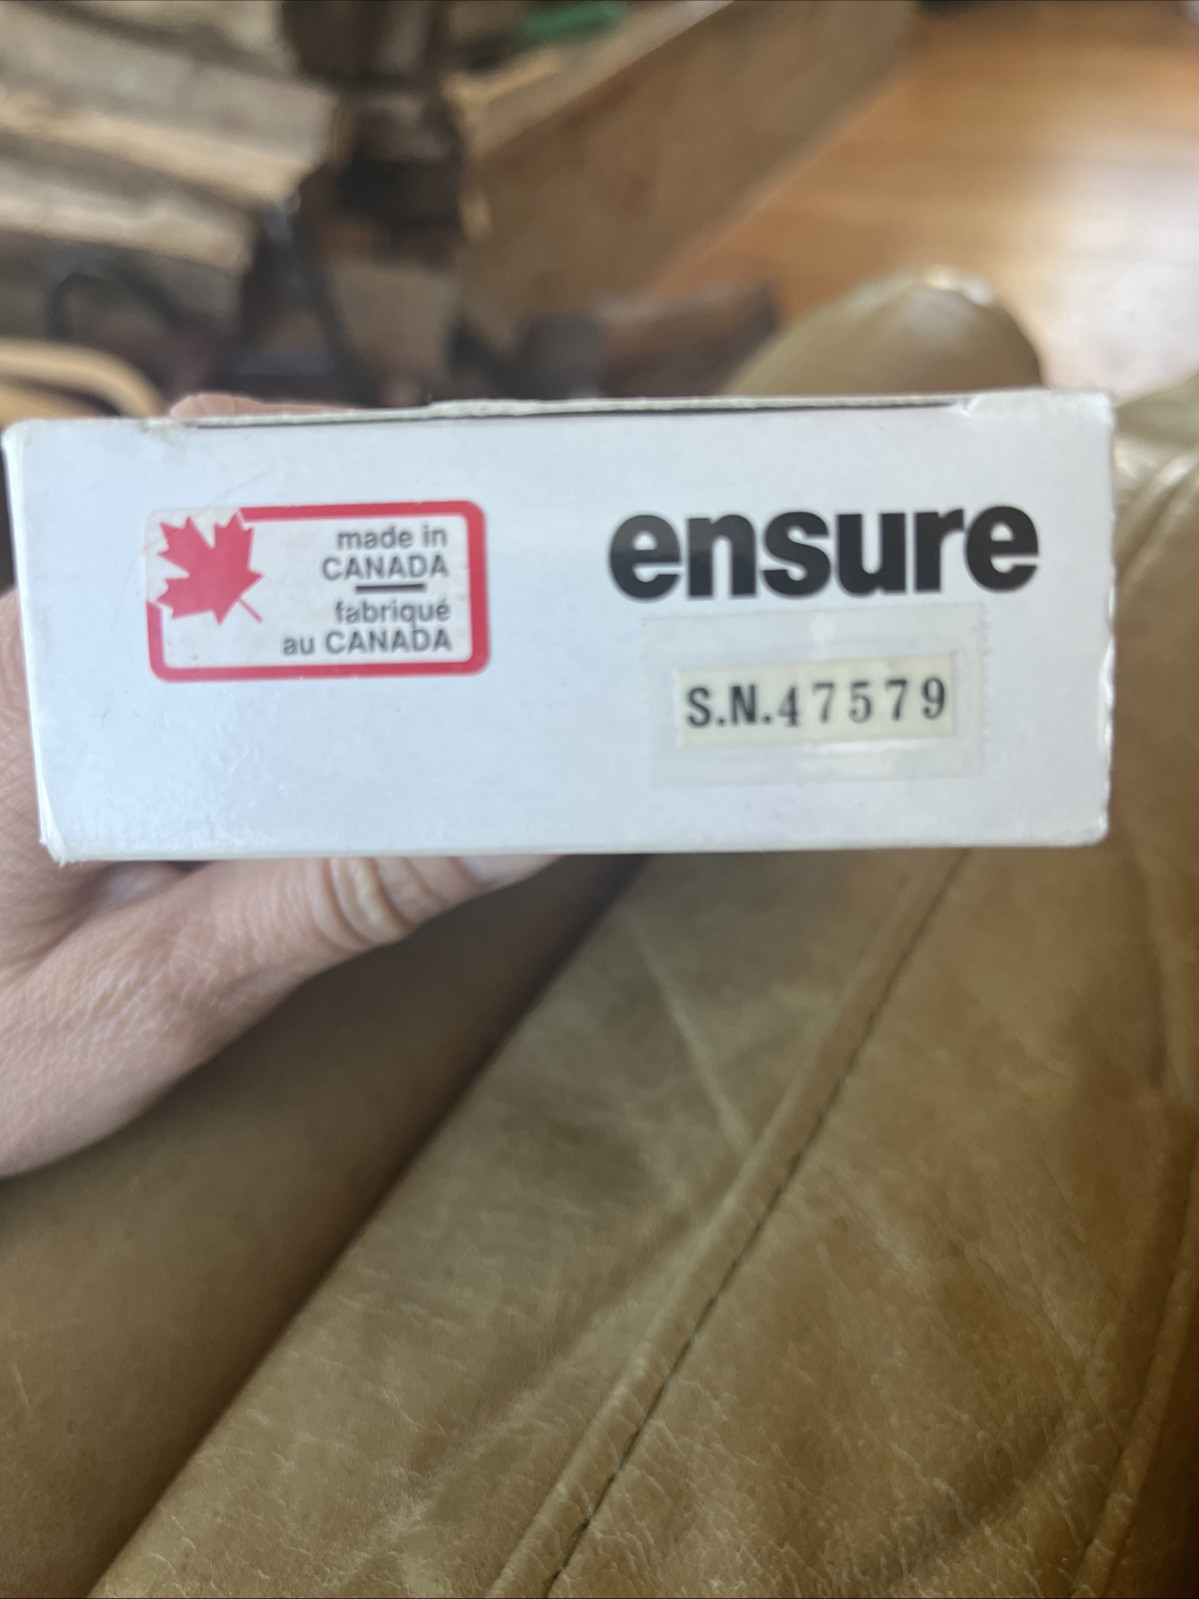 made in
CANADA
fabriqué
au CANADA
ensure
S.N.47579